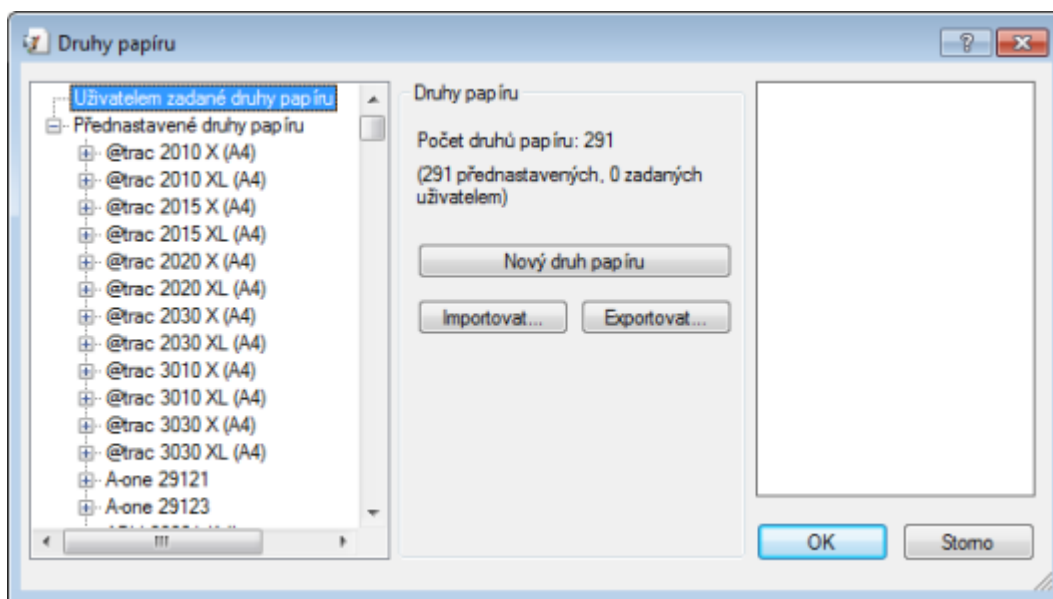 Druhy papíru
Uživatelem zadané druhy papíru
Přednastavené druhy papíru
@trac 2010 X (A4)
@trac 2010 XL (A4)
@trac 2015 X (A4)
@trac 2015 XL (A4)
@trac 2020 X (A4)
@trac 2020 XL (A4)
@trac 2030 X (A4)
@trac 2030 XL (A4)
@trac 3010 X (A4)
@trac 3010 XL (A4)
@trac 3030 X (A4)
@trac 3030 XL (A4)
A-one 29121
A-one 29123
Druhy papíru
Počet druhů papíru: 291
(291 přednastavených, 0 zadaných
uživatelem)
Nový druh papíru
Importovat... Exportovat...
OK Storno